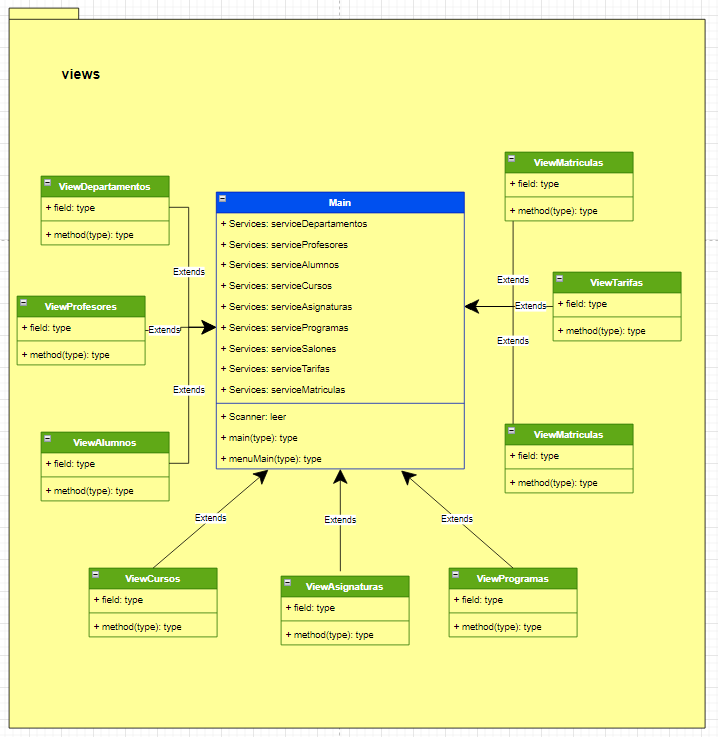 views
ViewDepartamentos
+ field: type
+ method(type): type
Extends
ViewProfesores
+ field: type
+ method(type): type
Extends
ViewAlumnos
+ field: type
+ method(type): type
Extends
Main
+ Services: serviceDepartamentos
+ Services: serviceProfesores
+ Services: serviceAlumnos
+ Services: serviceCursos
+ Services: serviceAsignaturas
+ Services: serviceProgramas
+ Services: serviceSalones
+ Services: serviceTarifas
+ Services: serviceMatriculas
+ Scanner: leer
+ main(type): type
+ menuMain(type): type
ViewMatriculas
+ field: type
+ method(type): type
Extends
ViewTarifas
+ field: type
+ method(type): type
Extends
Extends
ViewMatriculas
+ field: type
+ method(type): type
Extends
Extends
Extends
ViewCursos
+ field: type
+ method(type): type
ViewAsignaturas
+ field: type
+ method(type): type
ViewProgramas
+ field: type
+ method(type): type